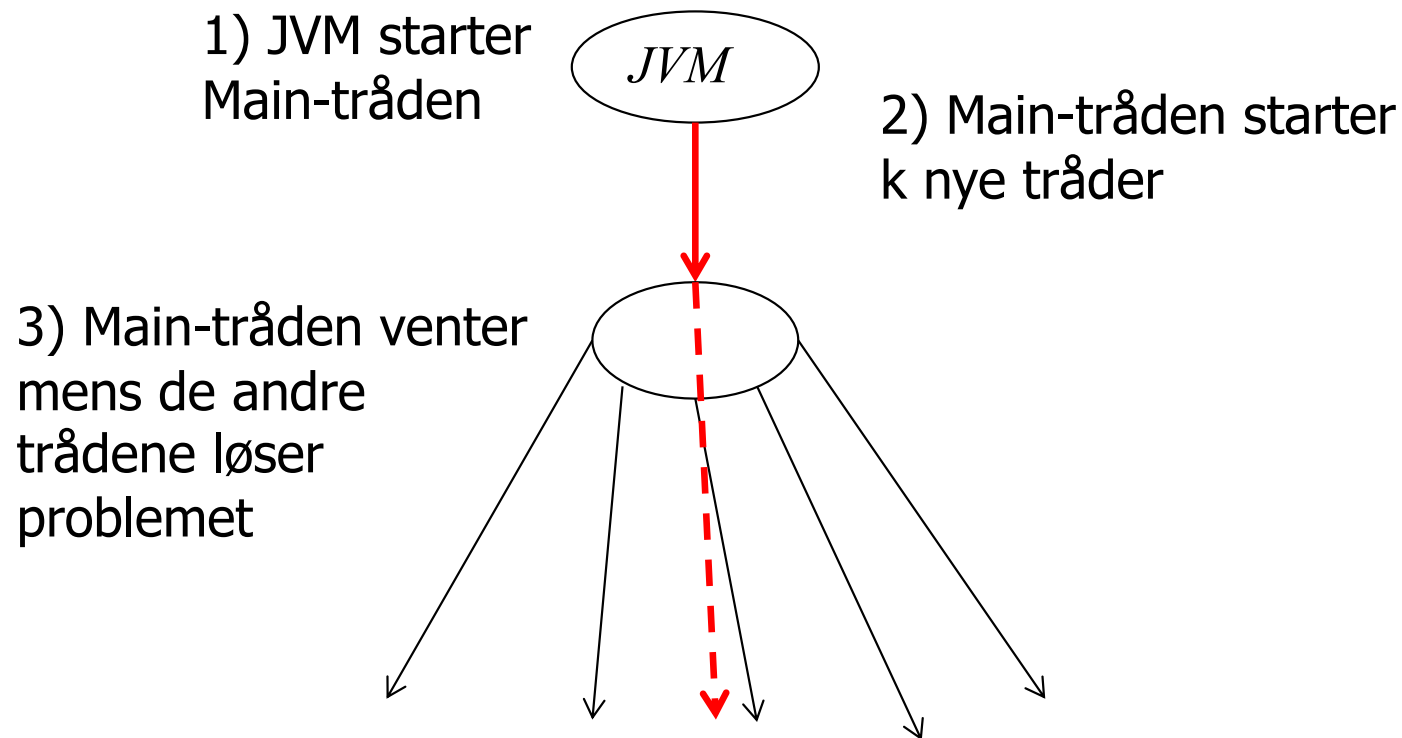 1) JVM starter
Main-tråden
JVM
2) Main-tråden starter
k nye tråder
3) Main-tråden venter
mens de andre
trådene løser
problemet